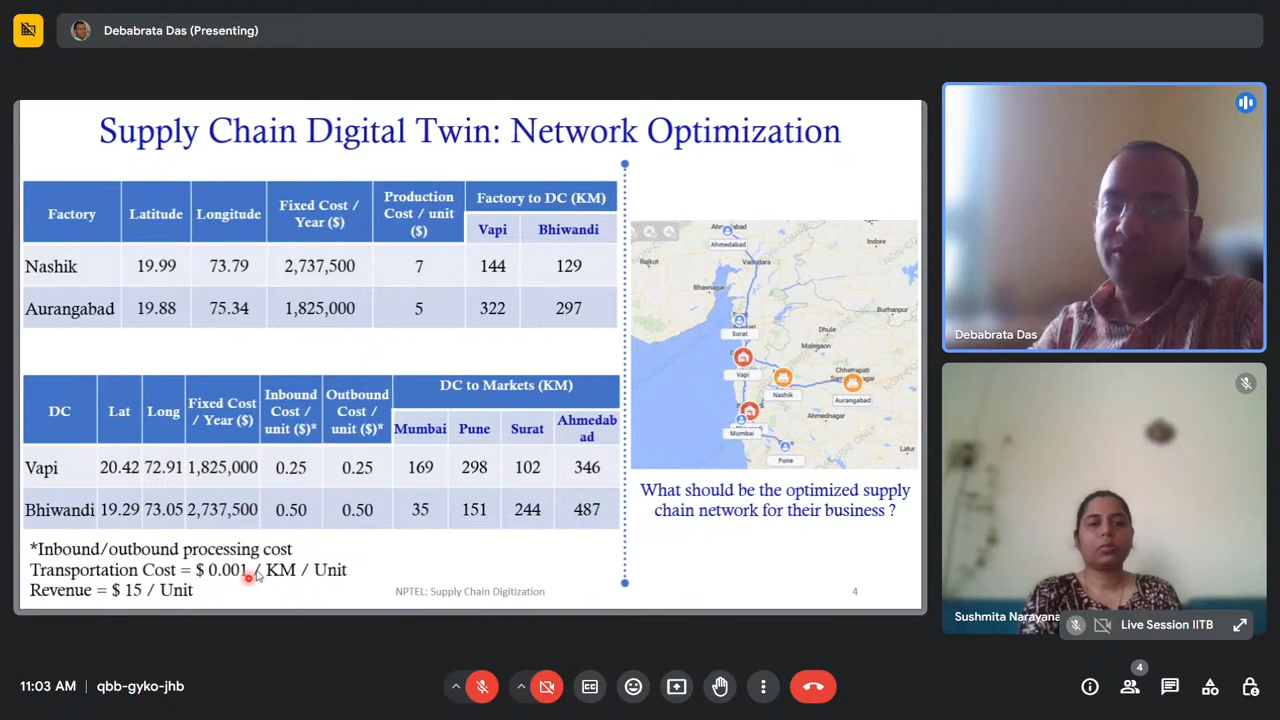 Debabrata Das (Presenting)
Supply Chain Digital Twin: Network Optimization
Factory Latitude Longitude Fixed Cost / Year ($) Production Cost / unit ($) Factory to DC (KM)
Vapi Bhiwandi
Nashik 19.99 73.79 2,737,500 7 144 129
Aurangabad 19.88 75.34 1,825,000 5 322 297
DC Lat Long Fixed Cost / Year ($) Inbound Cost / unit ($)* Outbound Cost / unit ($)* DC to Markets (KM)
Mumbai Pune Surat Ahmedabad
Vapi 20.42 72.91 1,825,000 0.25 0.25 169 298 102 346
Bhiwandi 19.29 73.05 2,737,500 0.50 0.50 35 151 244 487
*Inbound/outbound processing cost
Transportation Cost = $ 0.001 / KM / Unit
Revenue = $ 15 / Unit
NPTEL: Supply Chain Digitization
4
Ahmedabad
Indore
Rajkot
Vadodara
Bhavnagar
Surat
Burhanpur
Dhule
Malegaon
Vapi
Chhatrapati
Nashik
Aurangabad
Ahmednagar
Mumbai
Latur
Pune
What should be the optimized supply
chain network for their business ?
Debabrata Das
Sushmita Narayana
Live Session IITB
11:03 AM | qbb-gyko-jhb
4